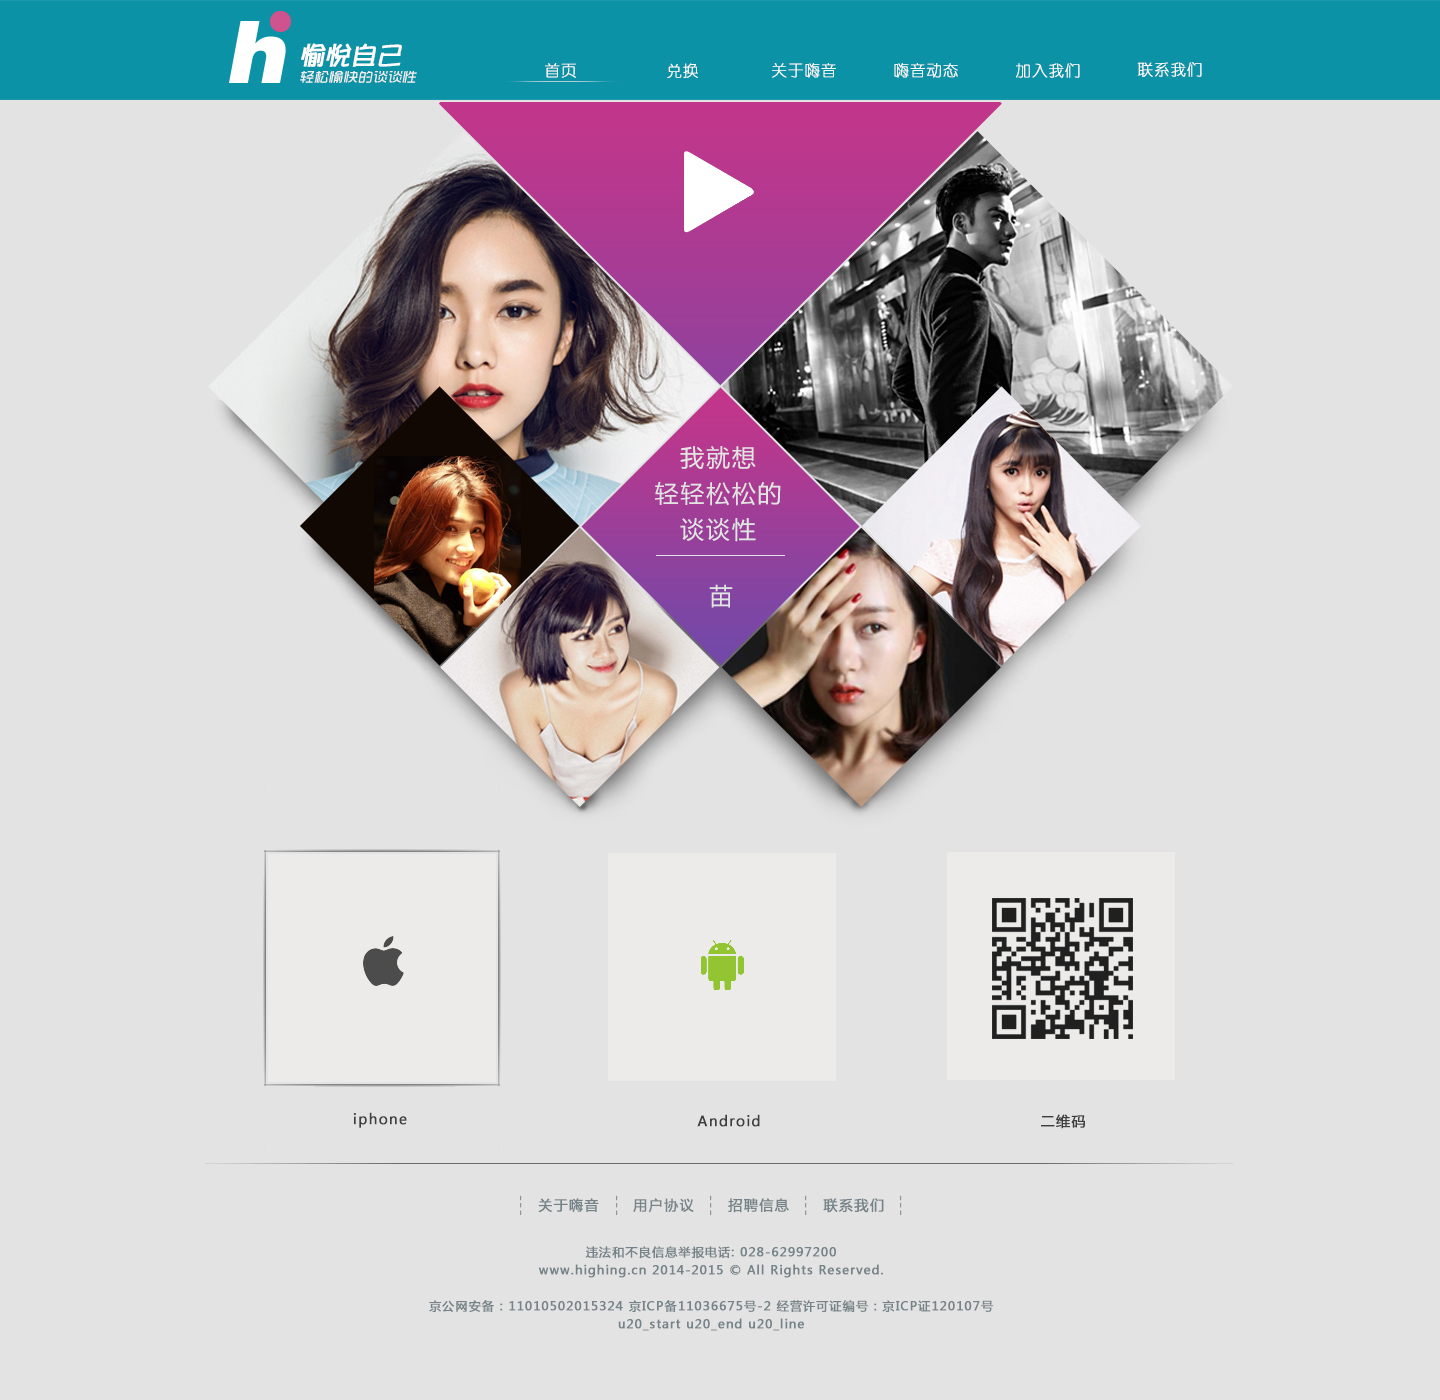 hi 愉悦自己
轻松愉快的谈谈性
首页 兑换 关于嗨音 嗨音动态 加入我们 联系我们
我就想
轻轻松松的
谈谈性
苗
iphone Android 二维码
关于嗨音 用户协议 招聘信息 联系我们
违法和不良信息举报电话: 028-62997200
www.highing.cn 2014-2015 © All Rights Reserved.
京公网安备 : 11010502015324 京ICP备11036675号-2 经营许可证编号 : 京ICP证120107号
u20_start u20_end u20_line